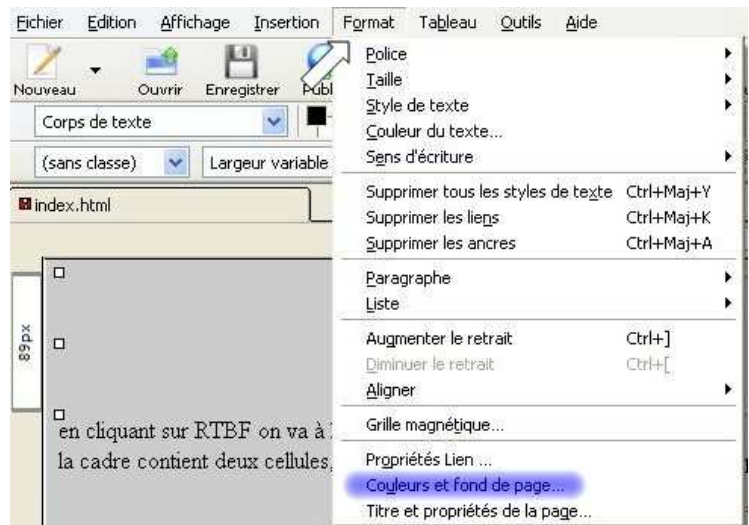 Fichier Edition Affichage Insertion Format Tableau Outils Aide
Nouveau Ouvrir Enregistrer Publ
Corps de texte
(sans classe) Largeur variable
index.html
89px
en cliquant sur RTBF on va à
la cadre contient deux cellules,
Police
Taille
Style de texte
Couleur du texte...
Sens d'écriture
Supprimer tous les styles de texte Ctrl+Maj+Y
Supprimer les liens Ctrl+Maj+K
Supprimer les ancres Ctrl+Maj+A
Paragraphe
Liste
Augmenter le retrait Ctrl+]
Diminuer le retrait Ctrl+[
Aligner
Grille magnétique...
Propriétés Lien ...
Couleurs et fond de page...
Titre et propriétés de la page...